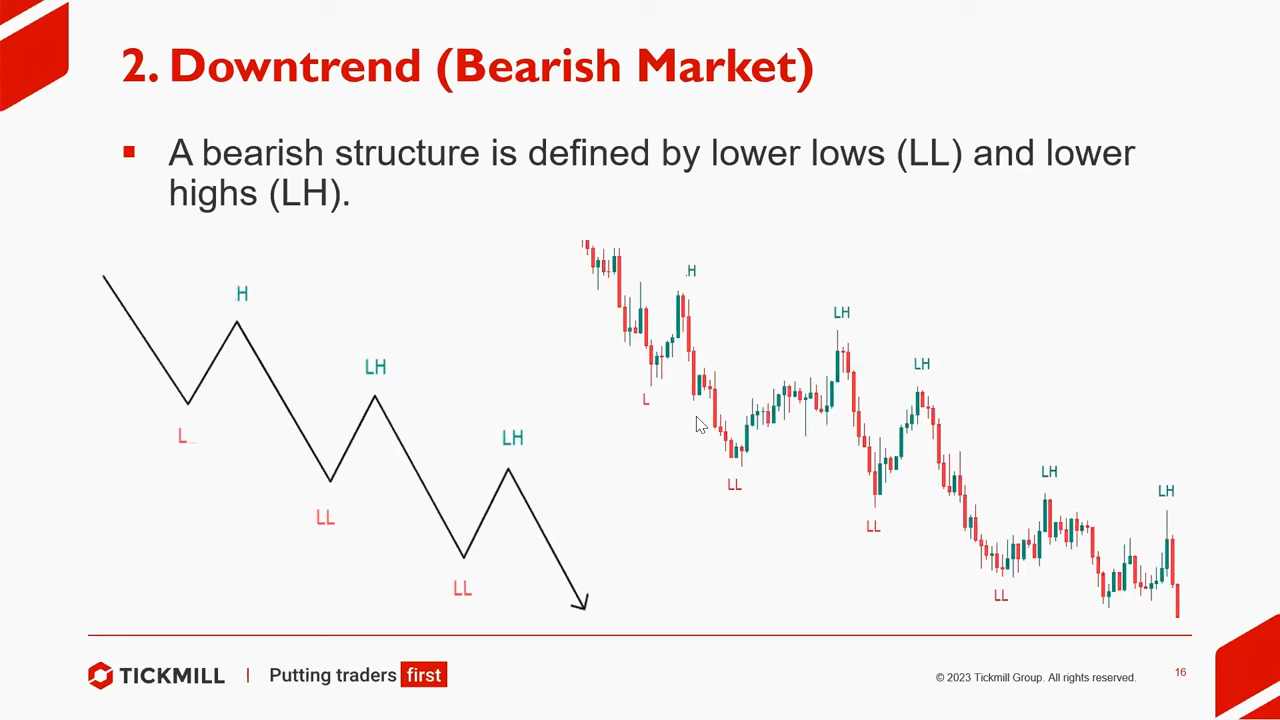 2. Downtrend (Bearish Market)
A bearish structure is defined by lower lows (LL) and lower
highs (LH).
H
LH
LH
L
LL
LL
H
LH
LH
LH
LH
L
LL
LL
LL
TICKMILL | Putting traders first
© 2023 Tickmill Group. All rights reserved.
16